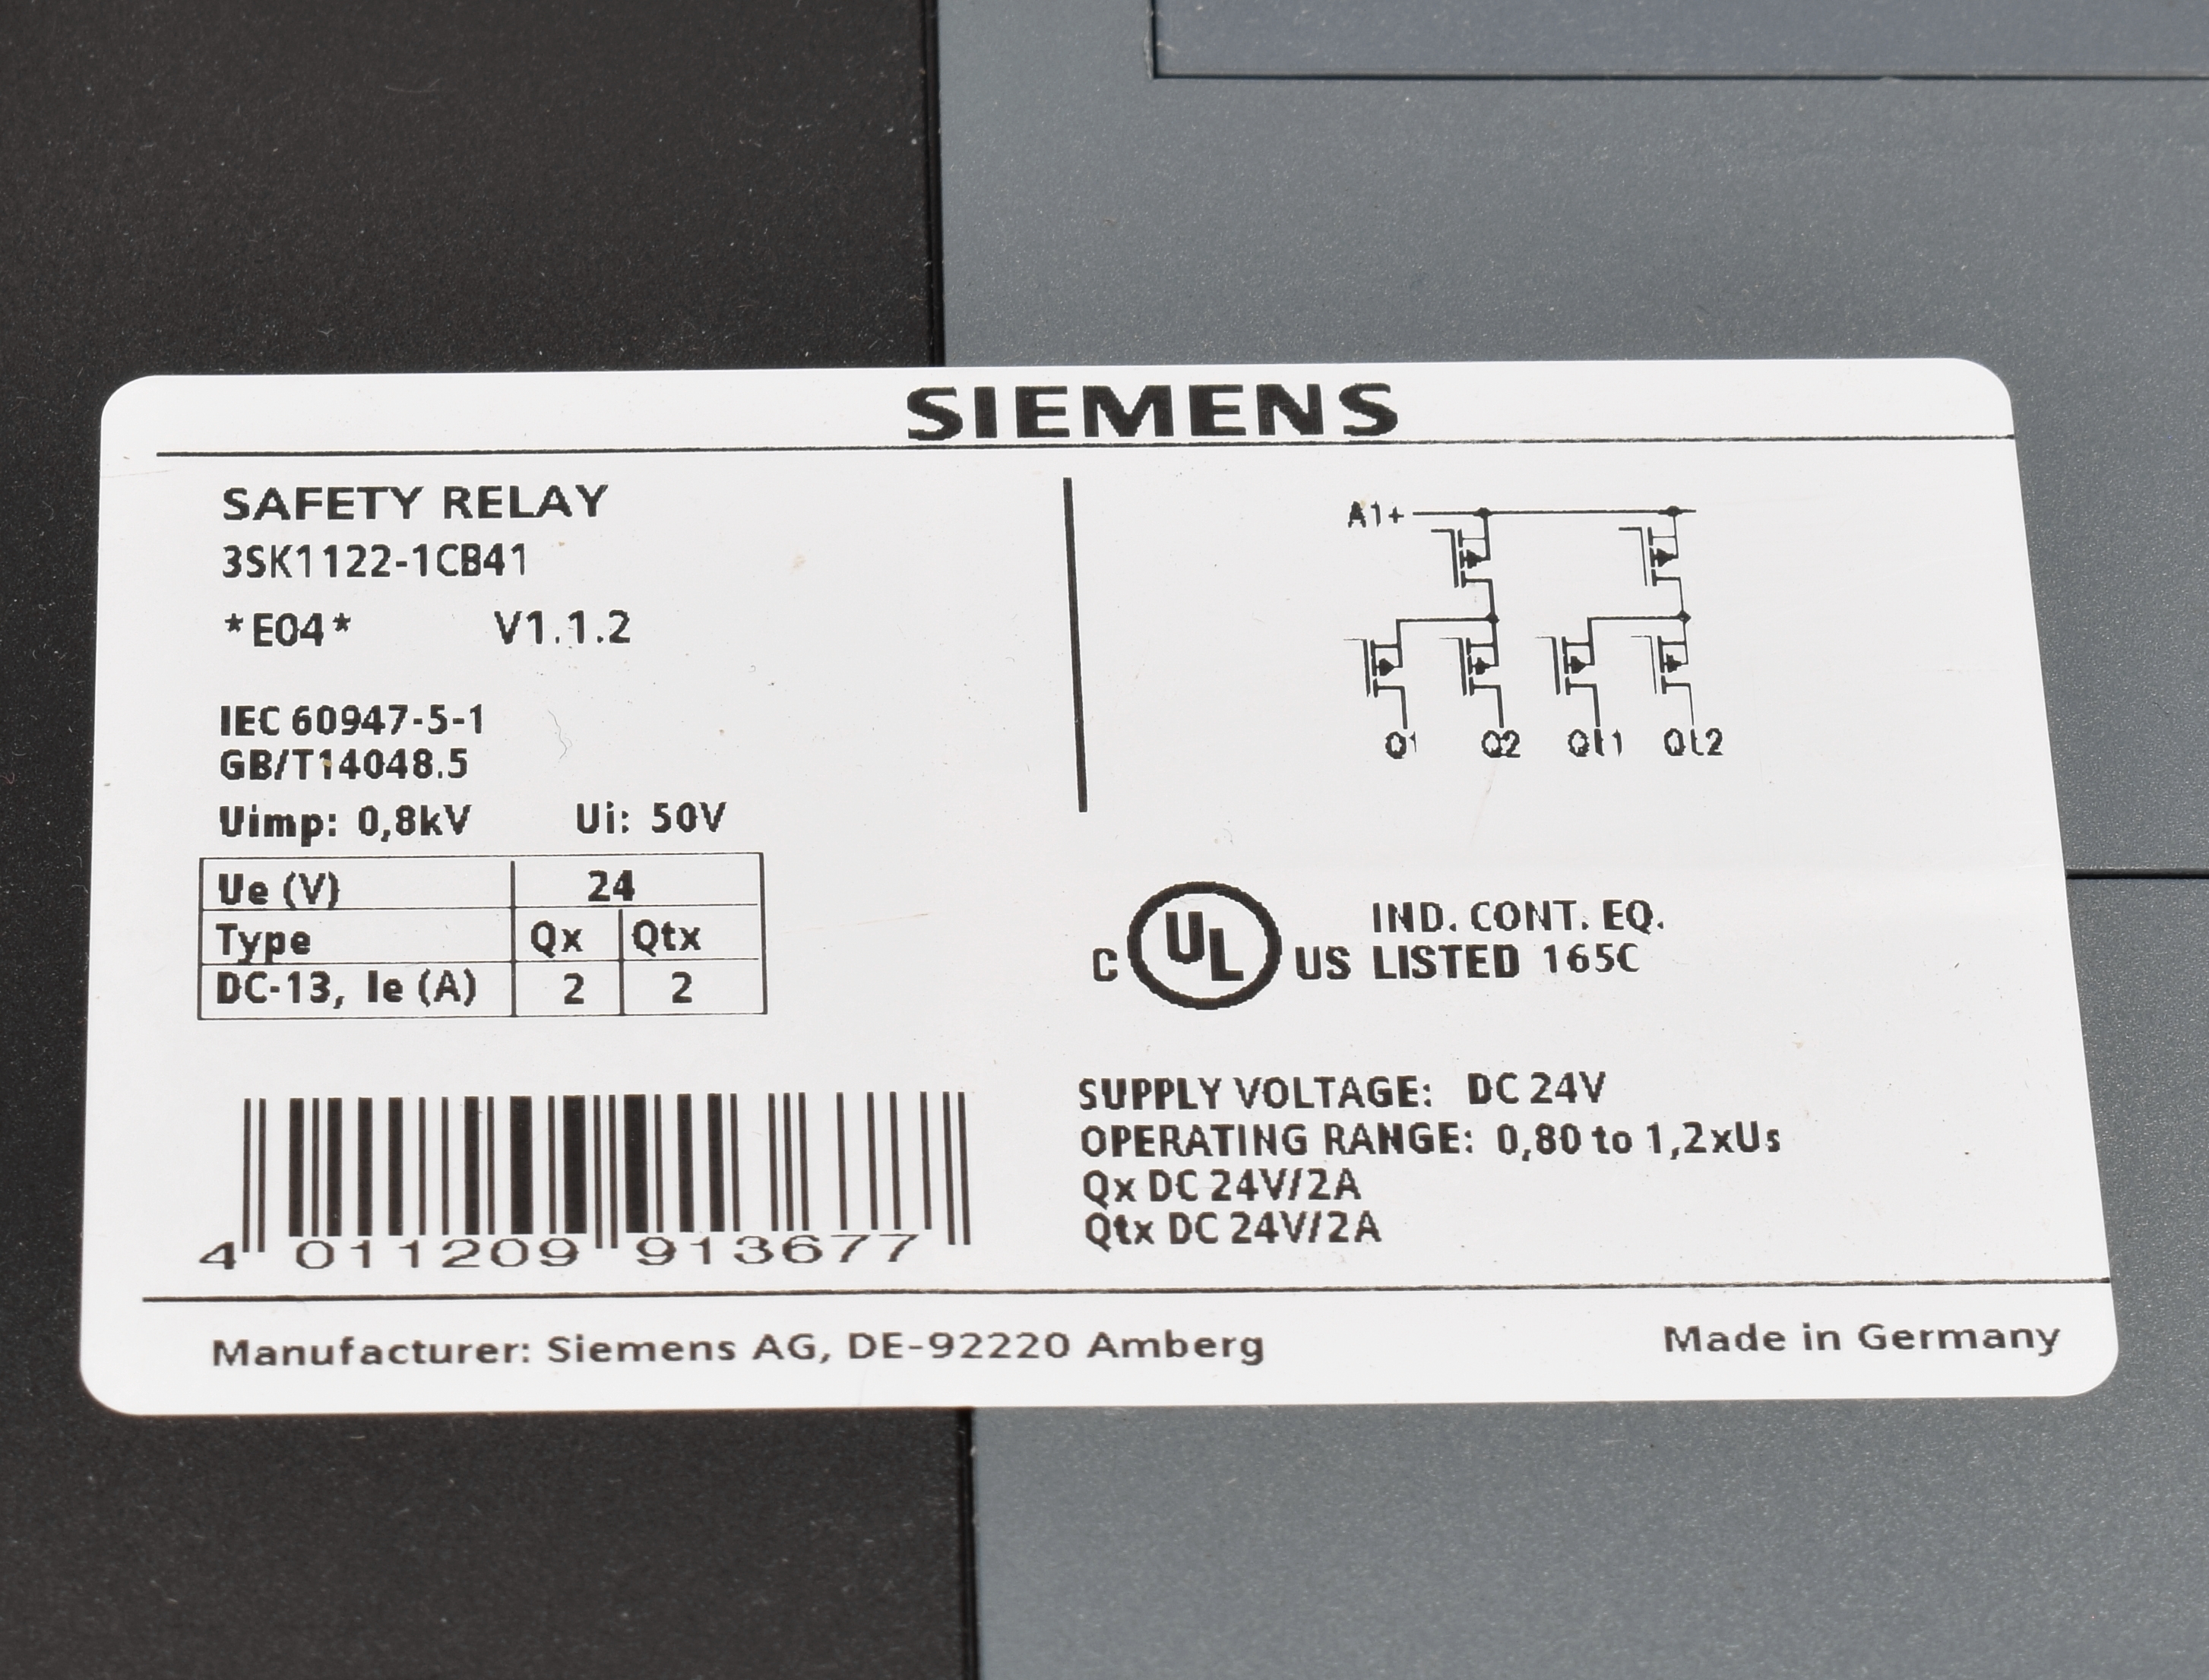 SIEMENS
SAFETY RELAY
3SK1122-1CB41
*E04* V1.1.2
IEC 60947-5-1
GB/T14048.5
Uimp: 0,8kV Ui: 50V
Ue (V) 24
Type Qx Qtx
DC-13, Ie (A) 2 2
4 011209 913677
A1+
Q1 Q2 Qt1 Qt2
C UL US
IND. CONT. EQ.
LISTED 165C
SUPPLY VOLTAGE: DC 24V
OPERATING RANGE: 0,80 to 1,2xUs
Qx DC 24V/2A
Qtx DC 24V/2A
Manufacturer: Siemens AG, DE-92220 Amberg
Made in Germany